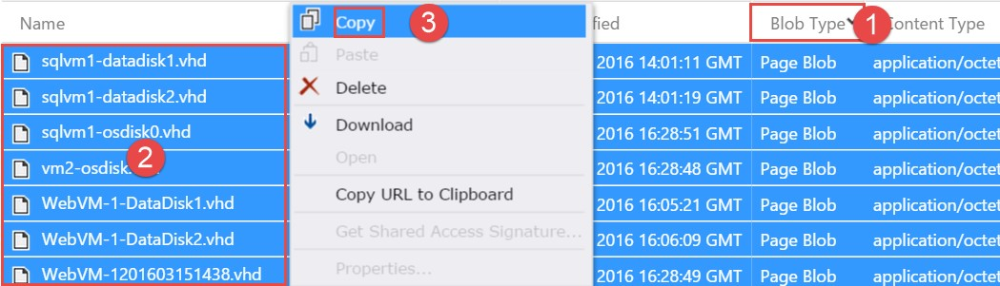 Name Copy 3 fied Blob Type 1 Content Type
sqlvm1-datadisk1.vhd Paste 2016 14:01:11 GMT Page Blob application/octet
sqlvm1-datadisk2.vhd Delete 2016 14:01:19 GMT Page Blob application/octet
sqlvm1-osdisk0.vhd Download 2016 16:28:51 GMT Page Blob application/octet
vm2-osdisk. 2 Open 2016 16:28:48 GMT Page Blob application/octet
WebVM-1-DataDisk1.vhd Copy URL to Clipboard 2016 16:05:21 GMT Page Blob application/octet
WebVM-1-DataDisk2.vhd Get Shared Access Signature... 2016 16:06:09 GMT Page Blob application/octet
WebVM-1201603151438.vhd Properties... 2016 16:28:49 GMT Page Blob application/octet